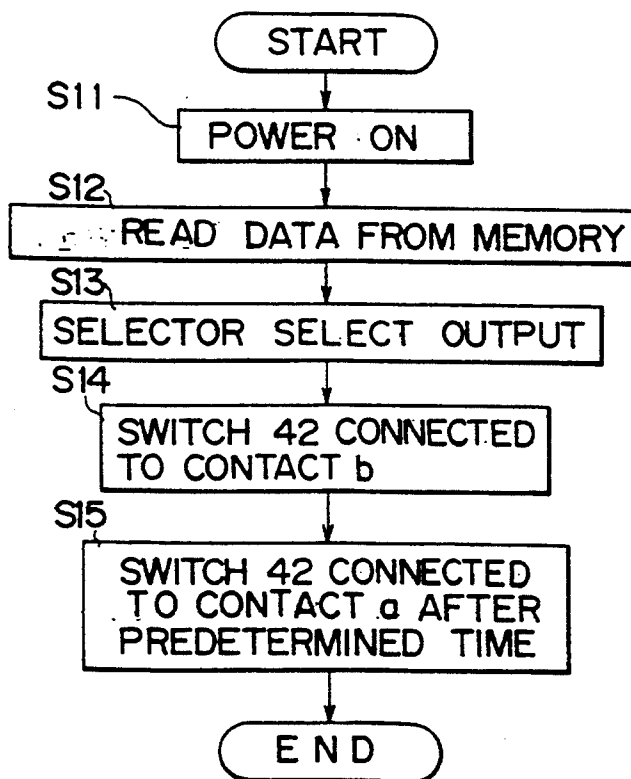 START
S11
POWER ON
S12
READ DATA FROM MEMORY
S13
SELECTOR SELECT OUTPUT
S14
SWITCH 42 CONNECTED
TO CONTACT b
S15
SWITCH 42 CONNECTED
TO CONTACT a AFTER
PREDETERMINED TIME
END